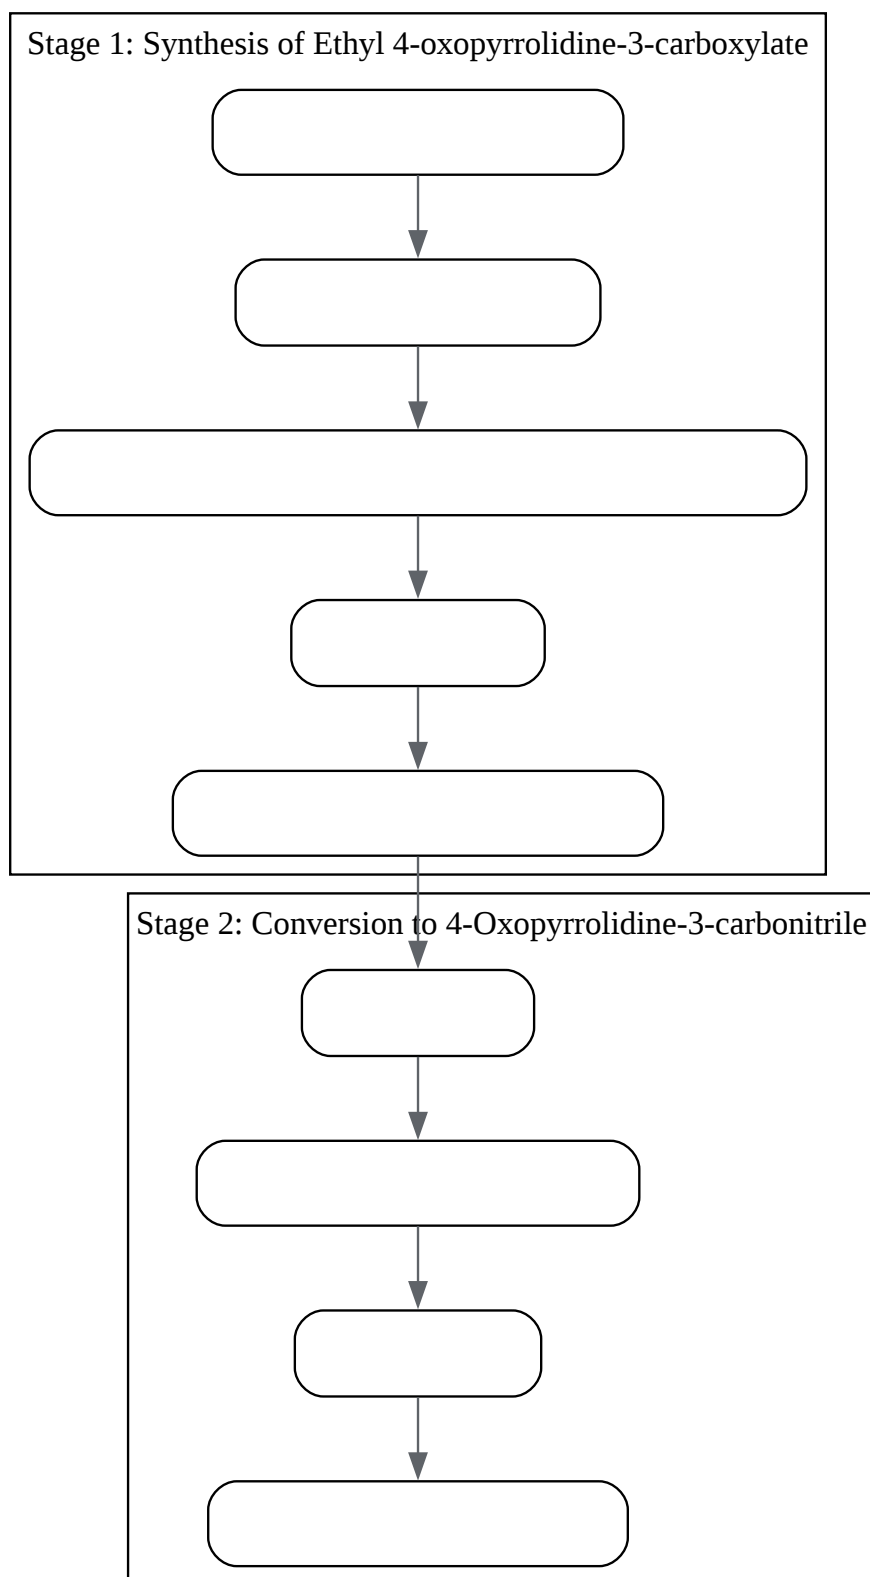 Stage 1: Synthesis of Ethyl 4-oxopyrrolidine-3-carboxylate
Stage 2: Conversion to 4-Oxopyrrolidine-3-carbonitrile